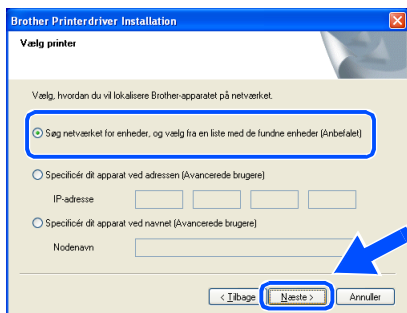 Brother Printerdriver Installation
Vælg printer
Vælg, hvordan du vil lokalisere Brother-apparatet på netværket.
Søg netværket for enheder, og vælg fra en liste med de fundne enheder (Anbefalet)
Specificér dit apparat ved adressen (Avancerede brugere)
IP-adresse
Specificér dit apparat ved navnet (Avancerede brugere)
Nodenavn
< Tilbage Næste > Annuller